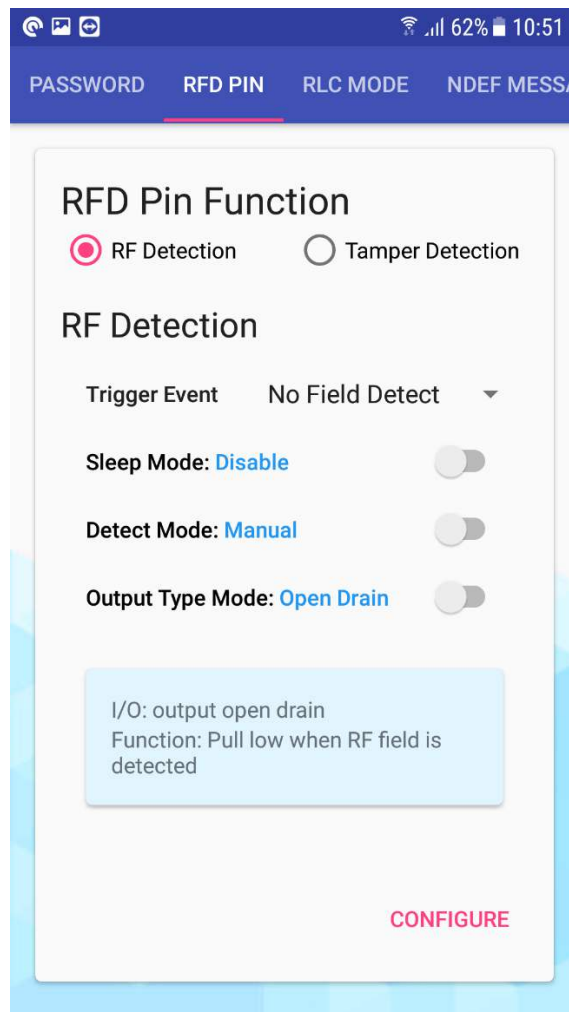 62% 10:51
PASSWORD RFD PIN RLC MODE NDEF MESSA
RFD Pin Function
RF Detection Tamper Detection
RF Detection
Trigger Event No Field Detect
Sleep Mode: Disable
Detect Mode: Manual
Output Type Mode: Open Drain
I/O: output open drain
Function: Pull low when RF field is
detected
CONFIGURE